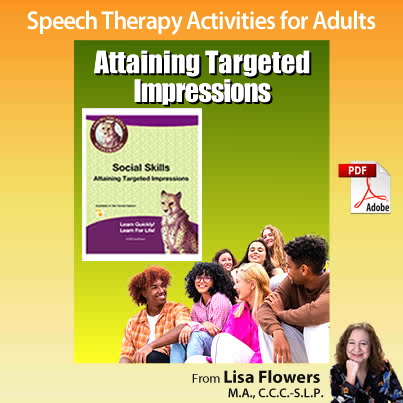 Speech Therapy Activities for Adults
Attaining Targeted
Impressions
Social Skills
Attaining Targeted Impressions
Learn Quickly!
Learn For Life!
PDF
Adobe
From Lisa Flowers
M.A., C.C.C.-S.L.P.